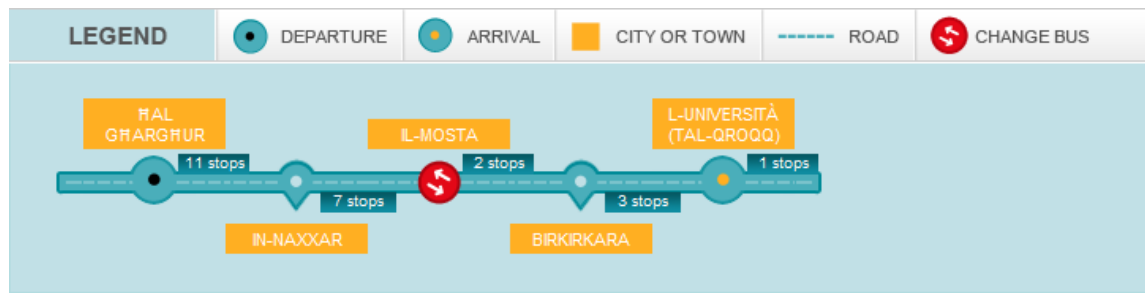 LEGEND
DEPARTURE
ARRIVAL
CITY OR TOWN
ROAD
CHANGE BUS
ĦAL
GĦARGĦUR
IL-MOSTA
L-UNIVERSITÀ
(TAL-QROQQ)
11 stops
2 stops
1 stops
7 stops
3 stops
IN-NAXXAR
BIRKIRKARA